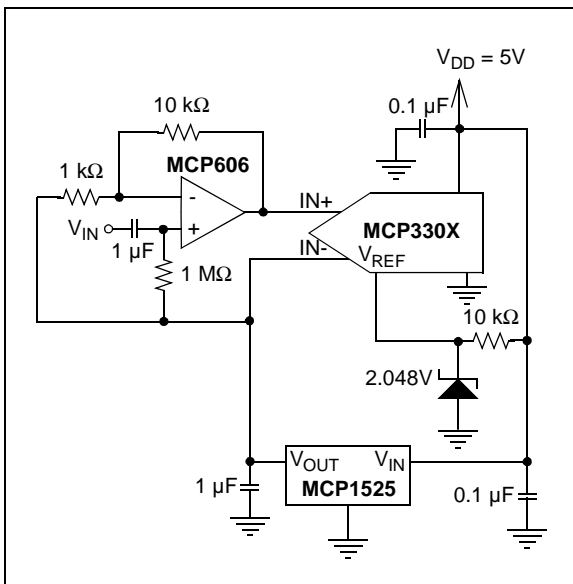 V_DD = 5V
10 kΩ
0.1 µF
MCP606
1 kΩ
-
+
V_IN
1 µF
1 MΩ
IN+
IN-
MCP330X
V_REF
10 kΩ
2.048V
V_OUT
V_IN
MCP1525
1 µF
0.1 µF